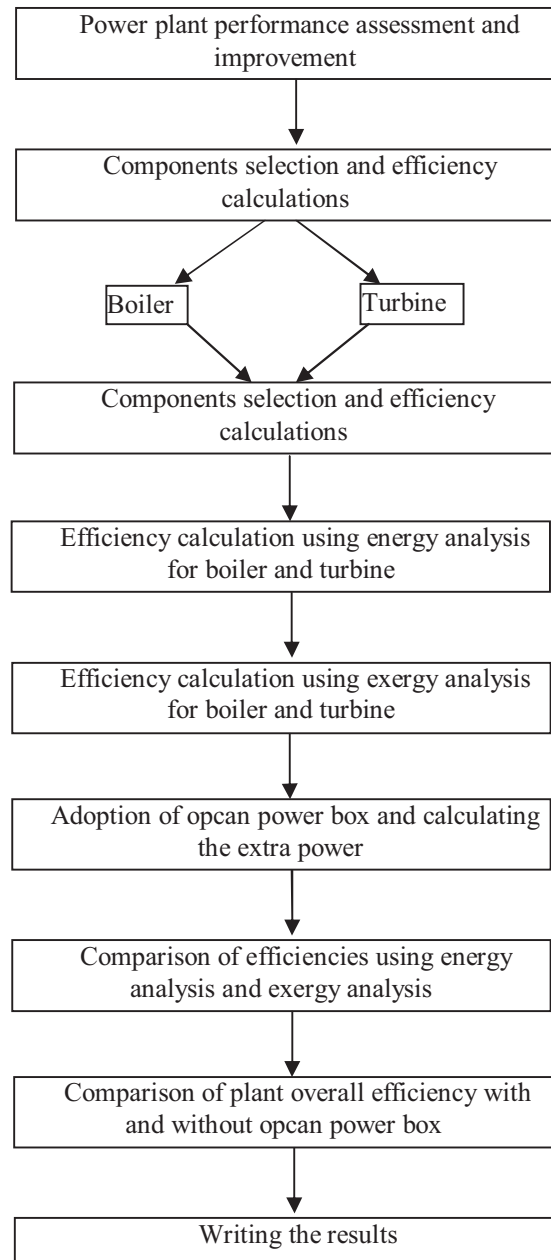 Power plant performance assessment and
improvement
Components selection and efficiency
calculations
Boiler
Turbine
Components selection and efficiency
calculations
Efficiency calculation using energy analysis
for boiler and turbine
Efficiency calculation using exergy analysis
for boiler and turbine
Adoption of opcan power box and calculating
the extra power
Comparison of efficiencies using energy
analysis and exergy analysis
Comparison of plant overall efficiency with
and without opcan power box
Writing the results